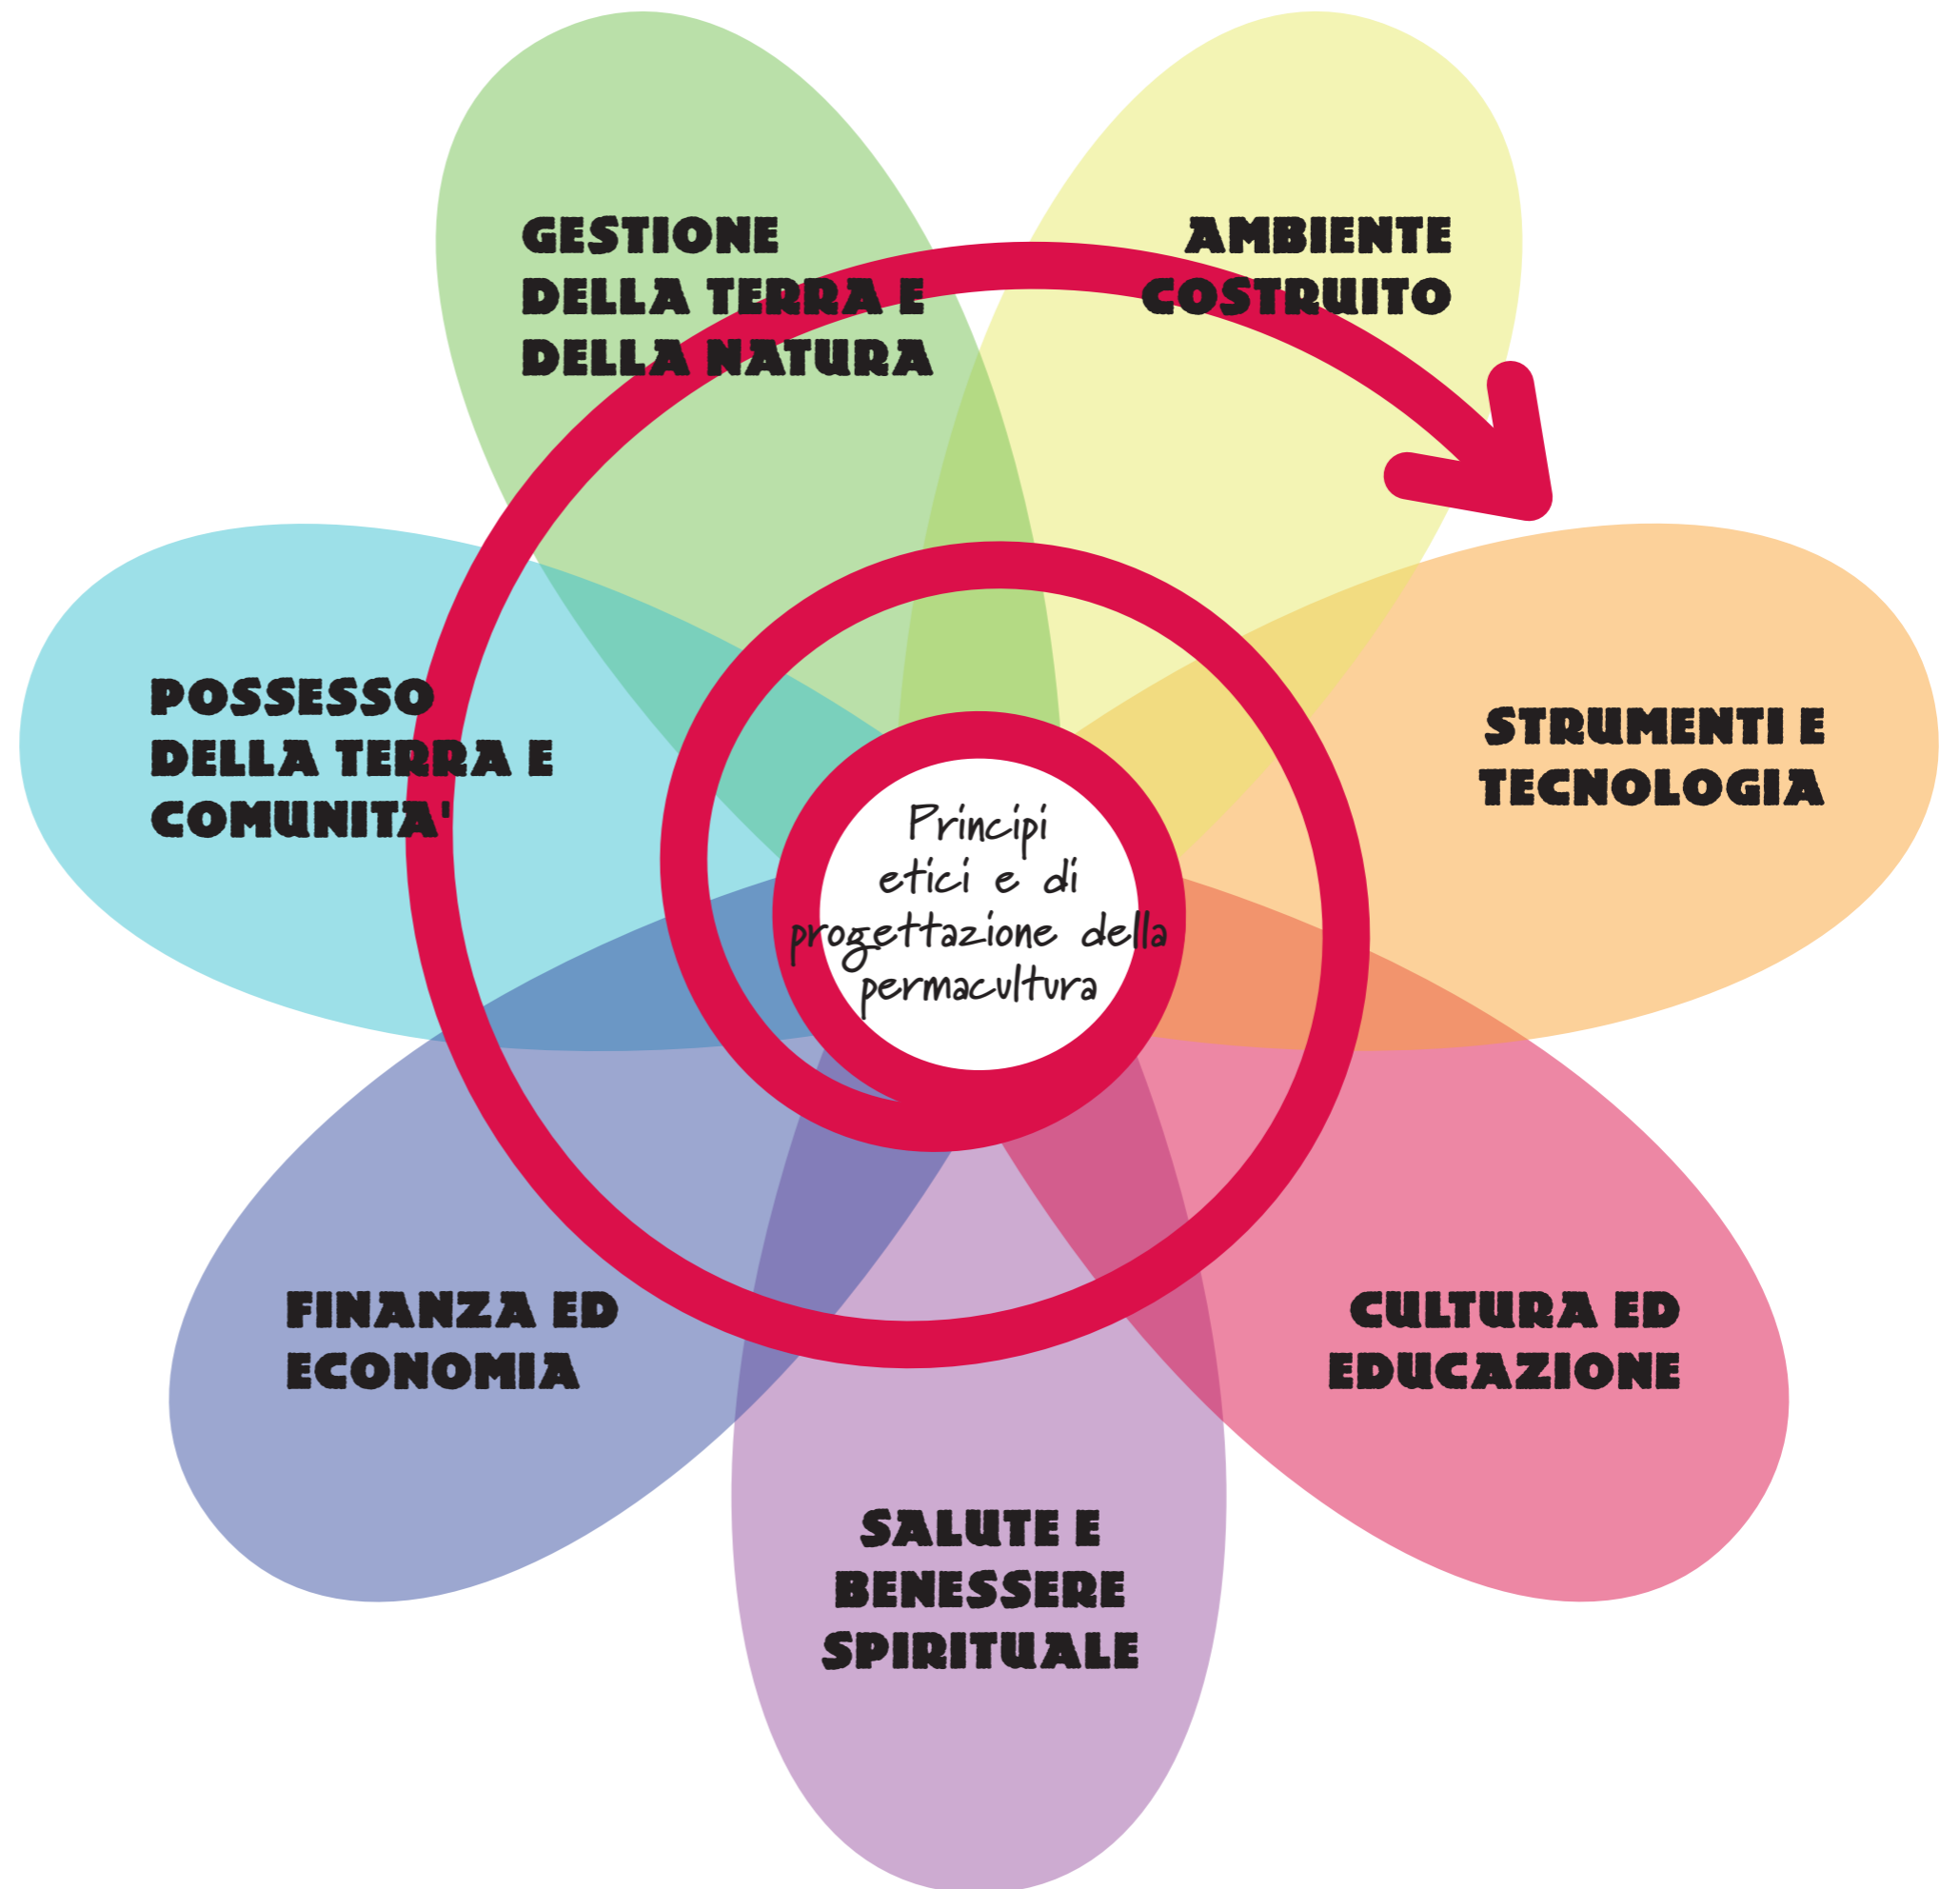 GESTIONE
DELLA TERRA E
DELLA NATURA
AMBIENTE
COSTRUITO
POSSESSO
DELLA TERRA E
COMUNITA'
STRUMENTI E
TECNOLOGIA
Principi
etici e di
progettazione della
permacultura
FINANZA ED
ECONOMIA
CULTURA ED
EDUCAZIONE
SALUTE E
BENESSERE
SPIRITUALE